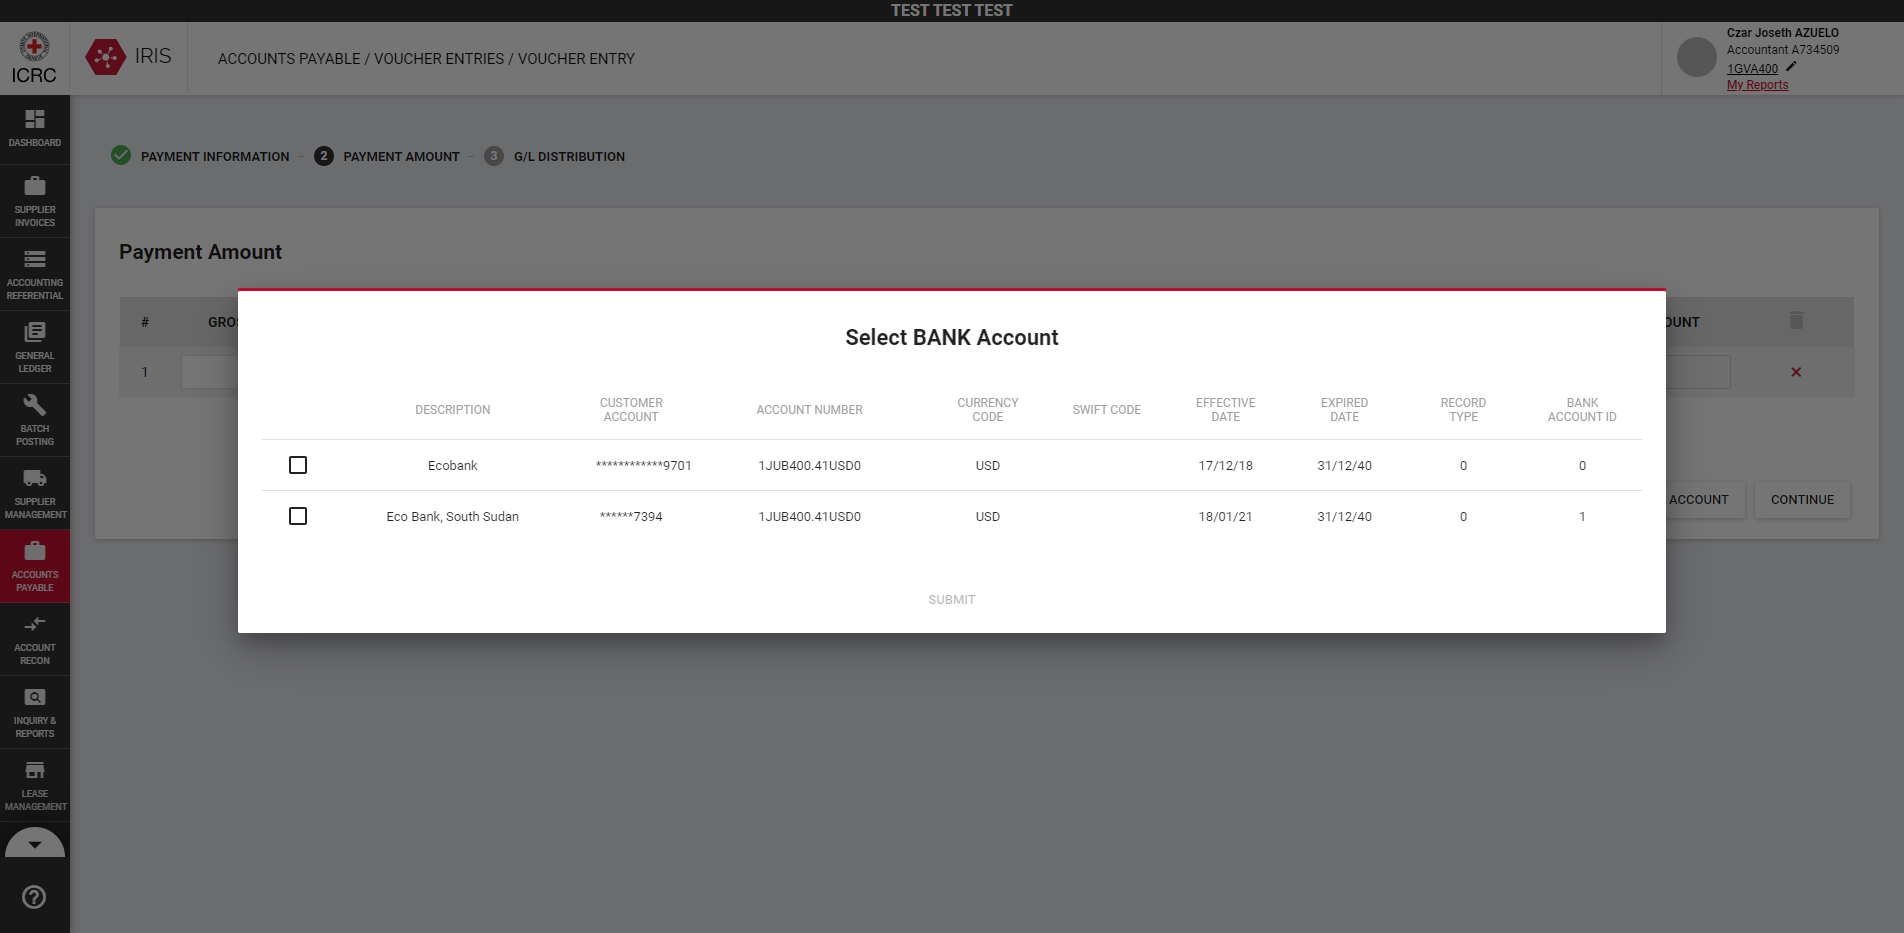 TEST TEST TEST
ICRC
IRIS
ACCOUNTS PAYABLE / VOUCHER ENTRIES / VOUCHER ENTRY
Czar Joseth AZUELO
Accountant A734509
1GVA400
My Reports
DASHBOARD
SUPPLIER
INVOICES
ACCOUNTING
REFERENTIAL
GENERAL
LEDGER
BATCH
POSTING
SUPPLIER
MANAGEMENT
ACCOUNTS
PAYABLE
ACCOUNT
RECON
INQUIRY &
REPORTS
LEASE
MANAGEMENT
PAYMENT INFORMATION – 2 PAYMENT AMOUNT – 3 G/L DISTRIBUTION
Payment Amount
# GROS OUNT
1
Select BANK Account
DESCRIPTION CUSTOMER ACCOUNT ACCOUNT NUMBER CURRENCY CODE SWIFT CODE EFFECTIVE DATE EXPIRED DATE RECORD TYPE BANK ACCOUNT ID
Ecobank ************9701 1JUB400.41USD0 USD 17/12/18 31/12/40 0 0
Eco Bank, South Sudan ******7394 1JUB400.41USD0 USD 18/01/21 31/12/40 0 1
SUBMIT
ACCOUNT CONTINUE